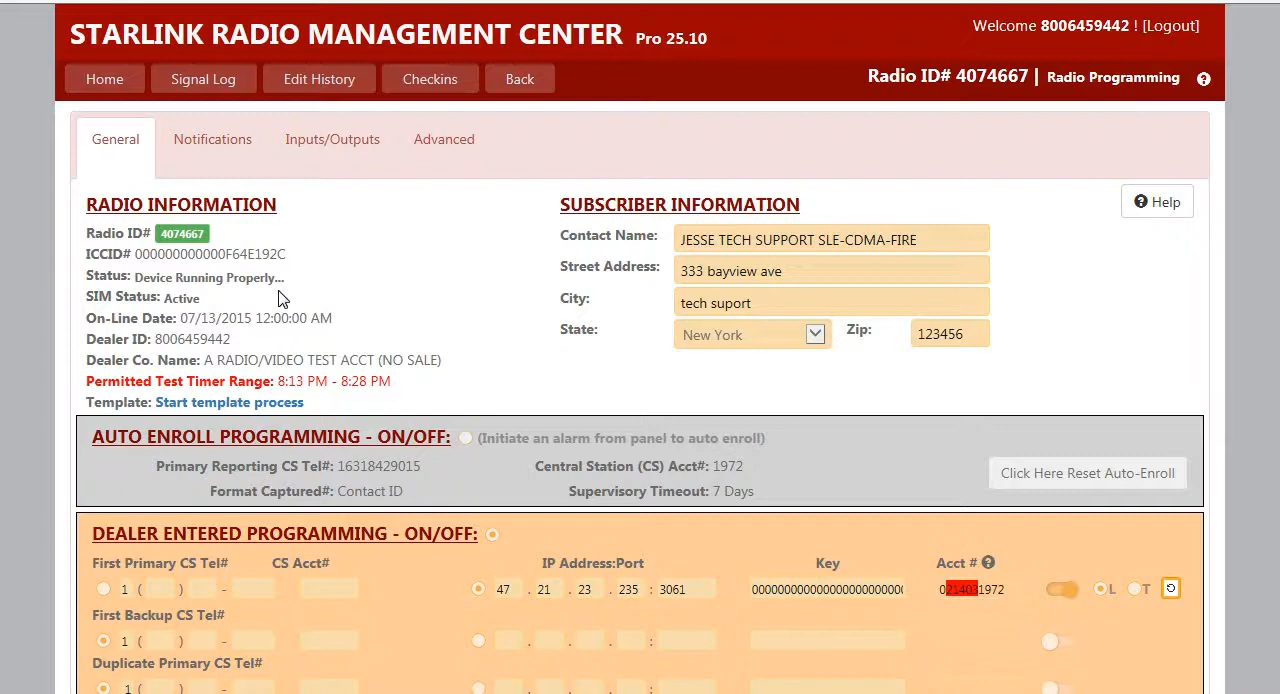 STARLINK RADIO MANAGEMENT CENTER Pro 25.10
Welcome 8006459442 ! [Logout]
Home Signal Log Edit History Checkins Back
Radio ID# 4074667 | Radio Programming
General Notifications Inputs/Outputs Advanced
RADIO INFORMATION
Radio ID# 4074667
ICCID# 000000000000F64E192C
Status: Device Running Properly...
SIM Status: Active
On-Line Date: 07/13/2015 12:00:00 AM
Dealer ID: 8006459442
Dealer Co. Name: A RADIO/VIDEO TEST ACCT (NO SALE)
Permitted Test Timer Range: 8:13 PM - 8:28 PM
Template: Start template process
SUBSCRIBER INFORMATION
Help
Contact Name: JESSE TECH SUPPORT SLE-CDMA-FIRE
Street Address: 333 bayview ave
City: tech suport
State: New York Zip: 123456
AUTO ENROLL PROGRAMMING - ON/OFF: (Initiate an alarm from panel to auto enroll)
Primary Reporting CS Tel#: 16318429015 Central Station (CS) Acct#: 1972
Format Captured#: Contact ID Supervisory Timeout: 7 Days
Click Here Reset Auto-Enroll
DEALER ENTERED PROGRAMMING - ON/OFF:
First Primary CS Tel# CS Acct# IP Address:Port Key Acct #
1 ( ) - 47 . 21 . 23 . 235 : 3061 000000000000000000000000 0214031972 L T
First Backup CS Tel#
1 ( ) - . . . :
Duplicate Primary CS Tel#
1 ( ) - . . . :